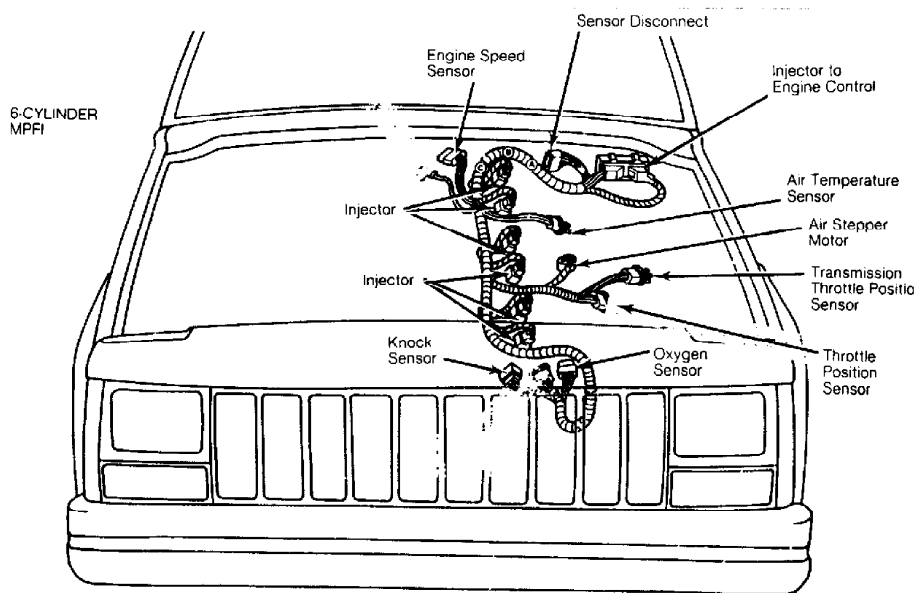 Sensor Disconnect
Engine Speed
Sensor
Injector to
Engine Control
6-CYLINDER
MPFI
Air Temperature
Sensor
Injector
Air Stepper
Motor
Injector
Transmission
Throttle Positio
Sensor
Knock
Sensor
Oxygen
Sensor
Throttle
Position
Sensor